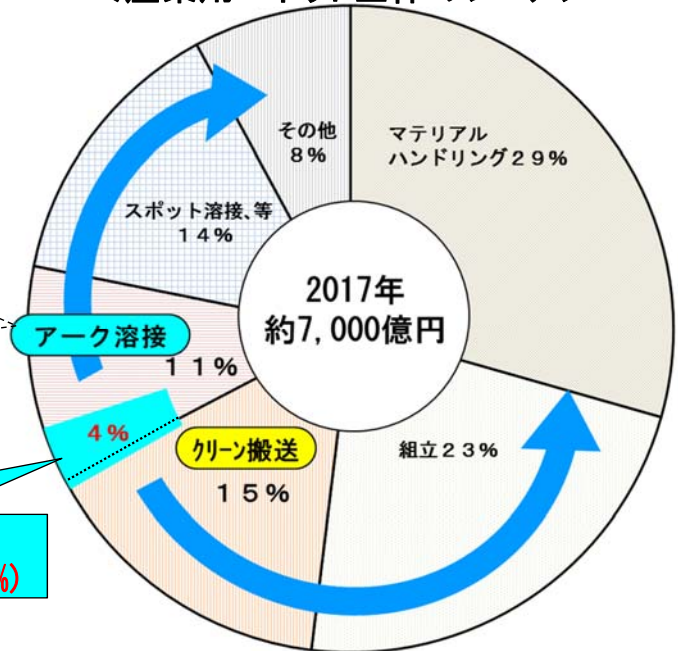 その他
8%
マテリアル
ハンドリング29%
スポット溶接、等
14%
2017年
約7,000億円
アーク溶接
11%
4%
クリーン搬送
15%
組立23%
%)